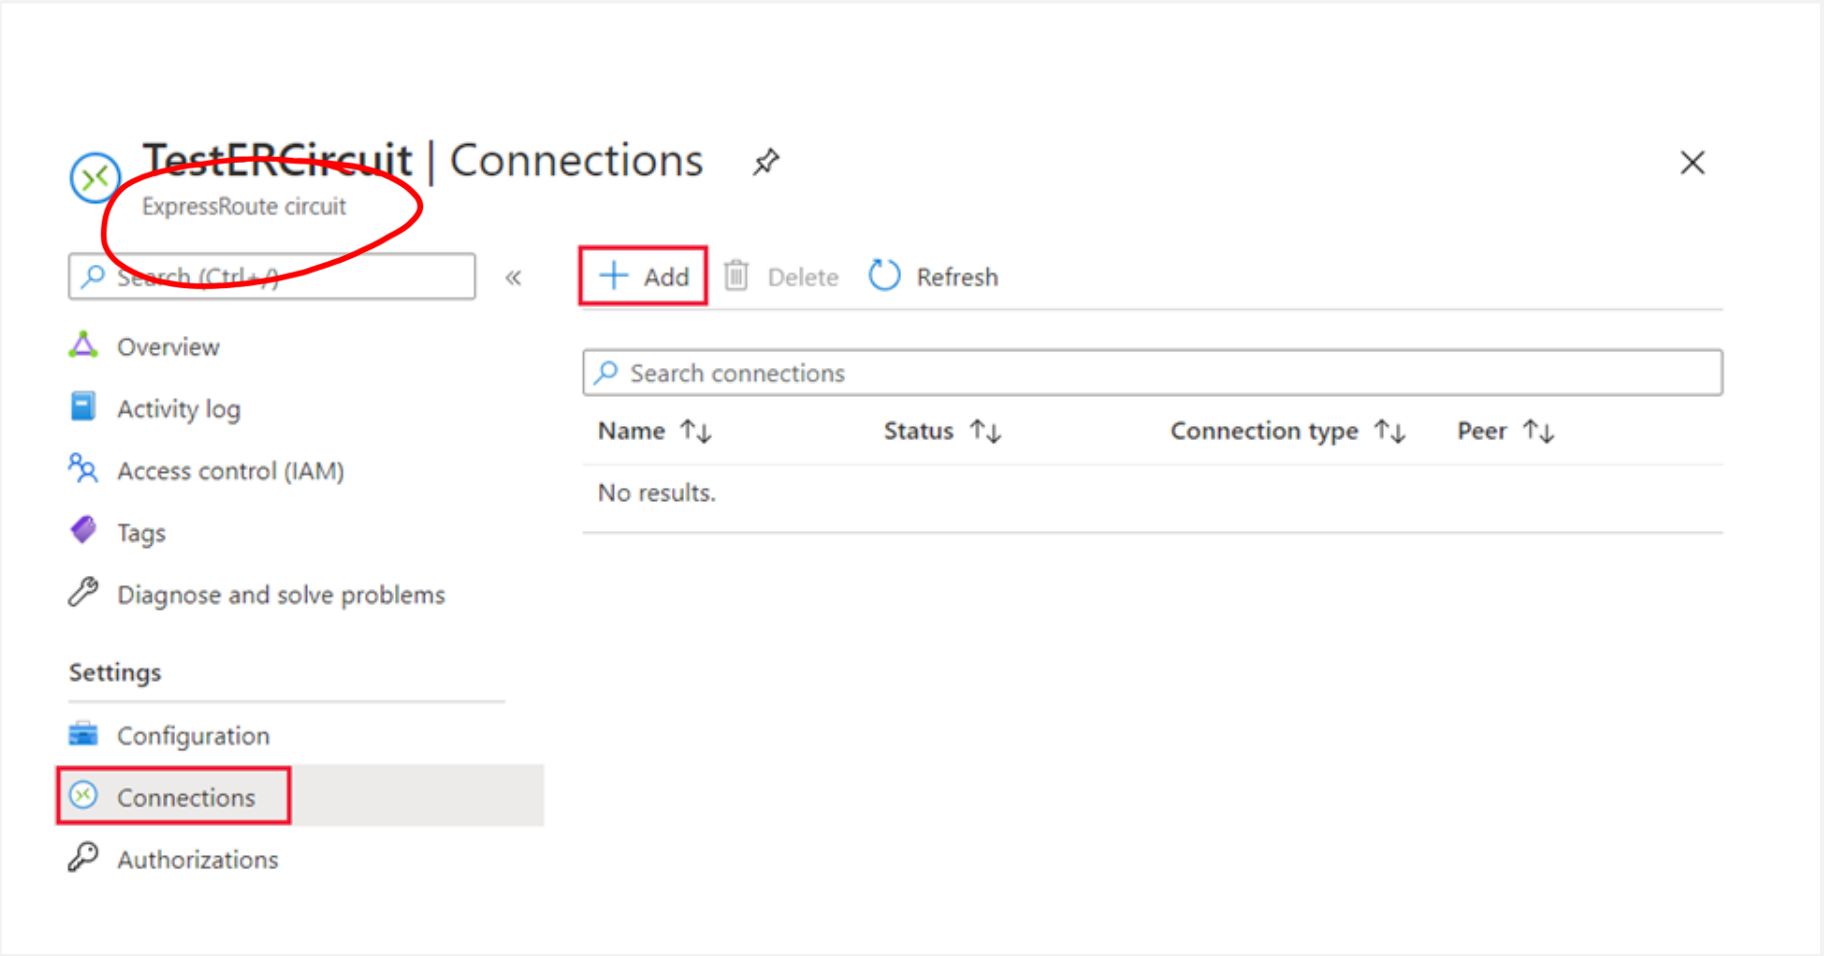 TestERCircuit | Connections
ExpressRoute circuit
Search (Ctrl+/)
«
Add Delete Refresh
Overview
Search connections
Activity log
Name Status Connection type Peer
Access control (IAM)
No results.
Tags
Diagnose and solve problems
Settings
Configuration
Connections
Authorizations